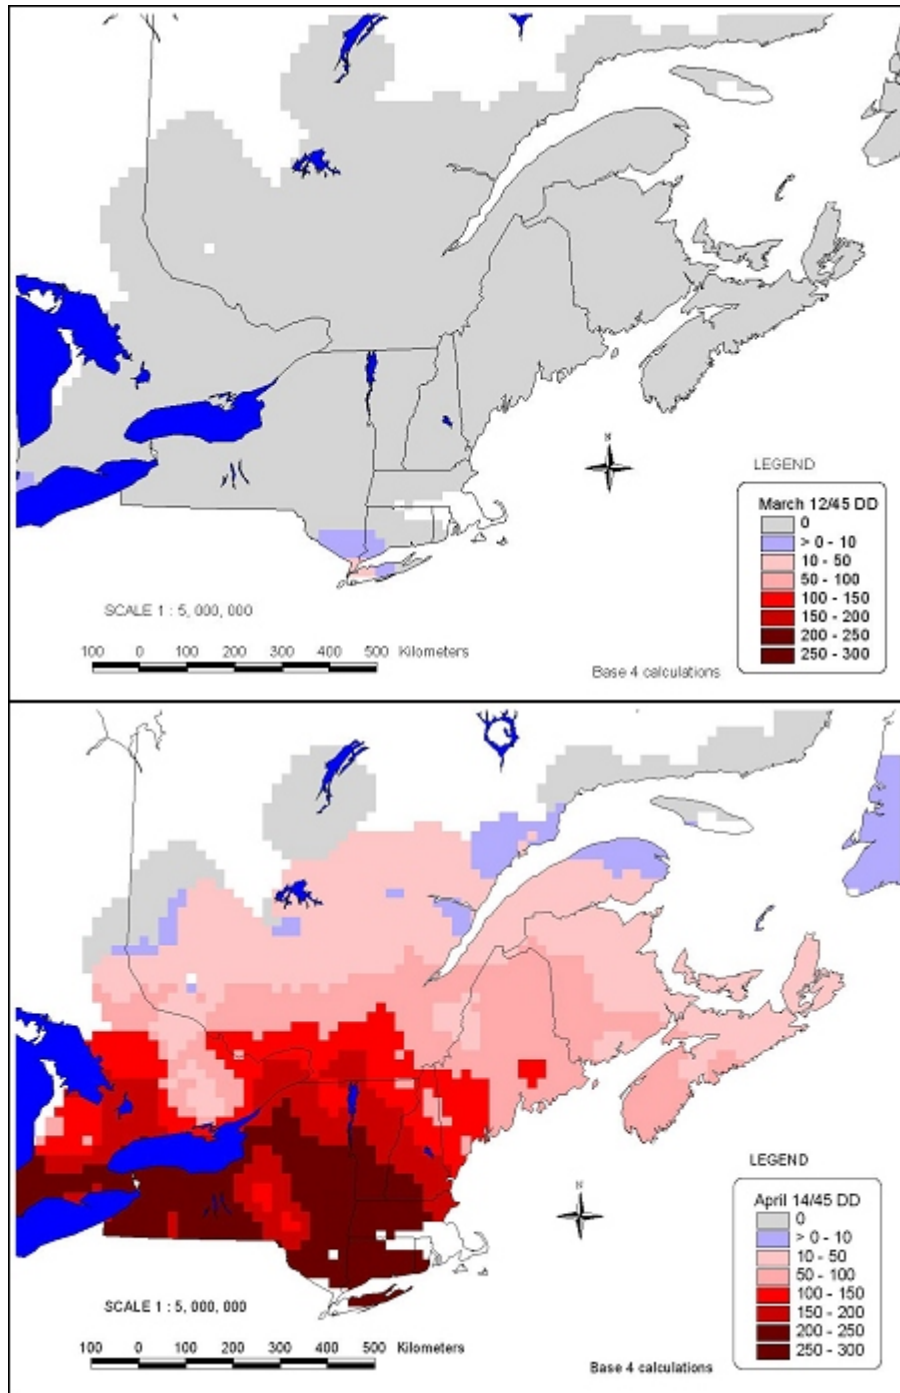 N
LEGEND
March 12/45 DD
0
> 0 - 10
10 - 50
50 - 100
100 - 150
150 - 200
200 - 250
250 - 300
SCALE 1 : 5, 000, 000
100 0 100 200 300 400 500 Kilometers
Base 4 calculations
N
LEGEND
April 14/45 DD
0
> 0 - 10
10 - 50
50 - 100
100 - 150
150 - 200
200 - 250
250 - 300
SCALE 1 : 5, 000, 000
100 0 100 200 300 400 500 Kilometers
Base 4 calculations